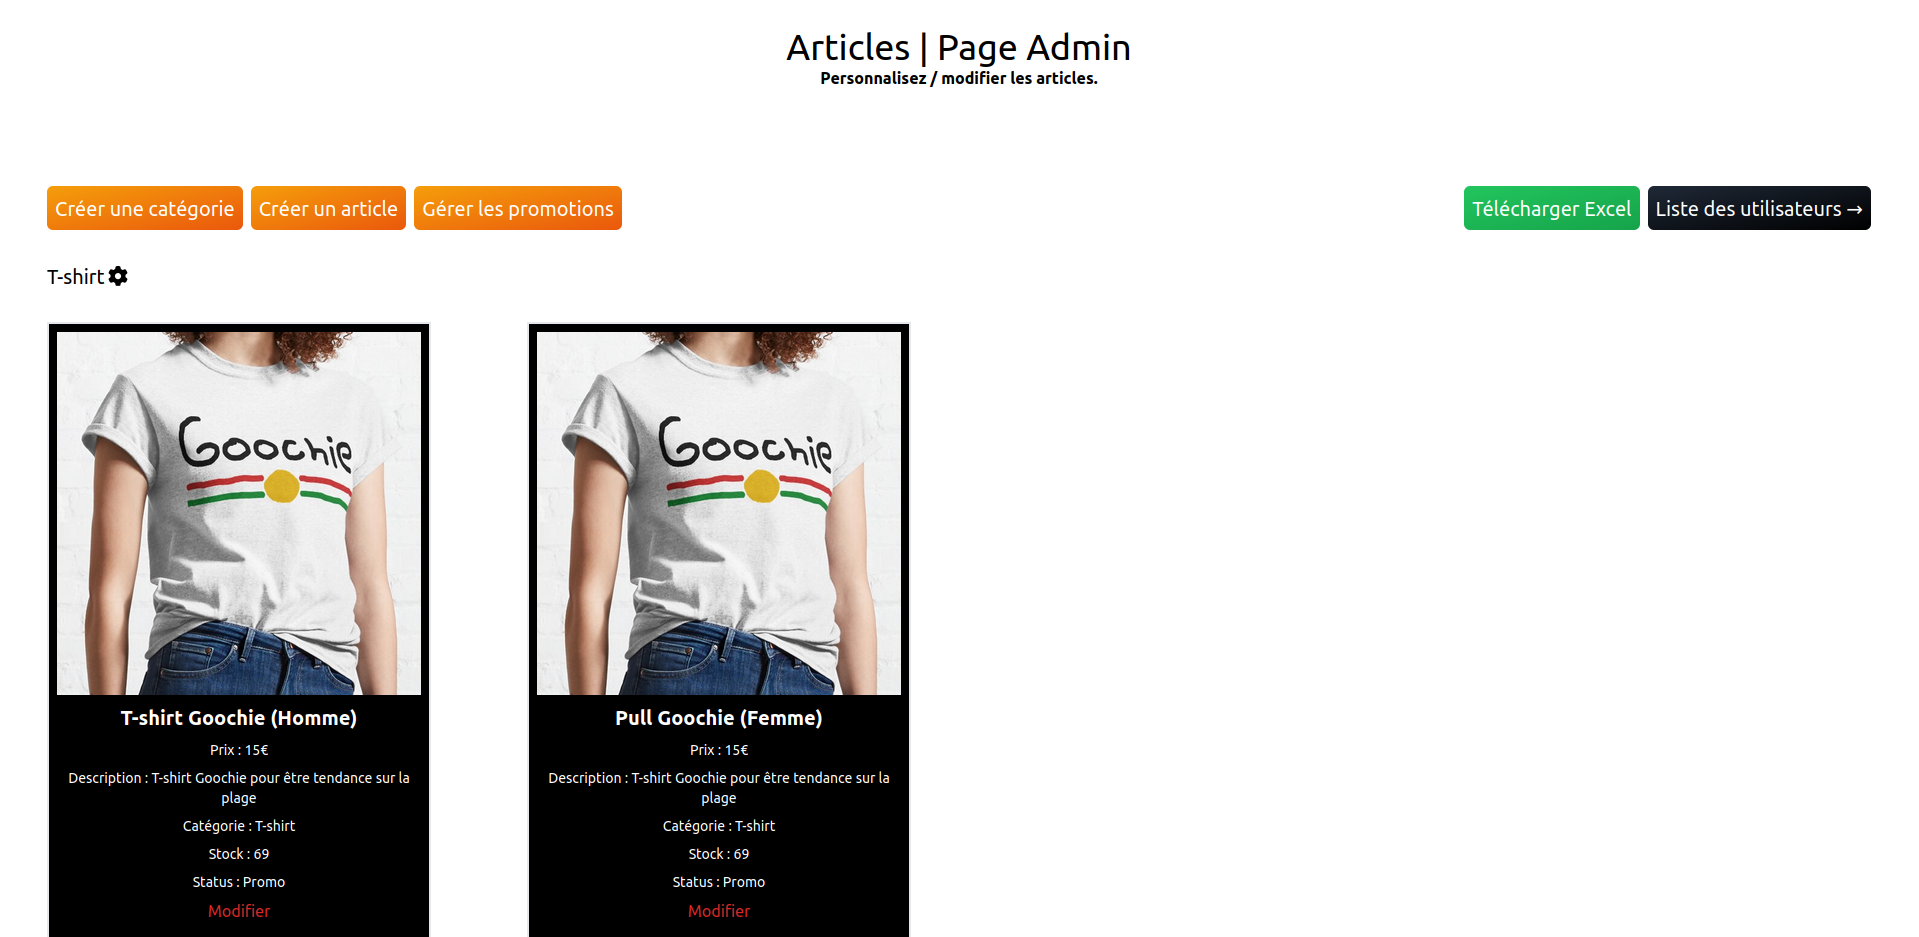 Articles | Page Admin
Personnalisez / modifier les articles.
Créer une catégorie
Créer un article
Gérer les promotions
Télécharger Excel
Liste des utilisateurs →
T-shirt
Goochie
Goochie
T-shirt Goochie (Homme)
Prix : 15€
Description : T-shirt Goochie pour être tendance sur la
plage
Catégorie : T-shirt
Stock : 69
Status : Promo
Modifier
Pull Goochie (Femme)
Prix : 15€
Description : T-shirt Goochie pour être tendance sur la
plage
Catégorie : T-shirt
Stock : 69
Status : Promo
Modifier